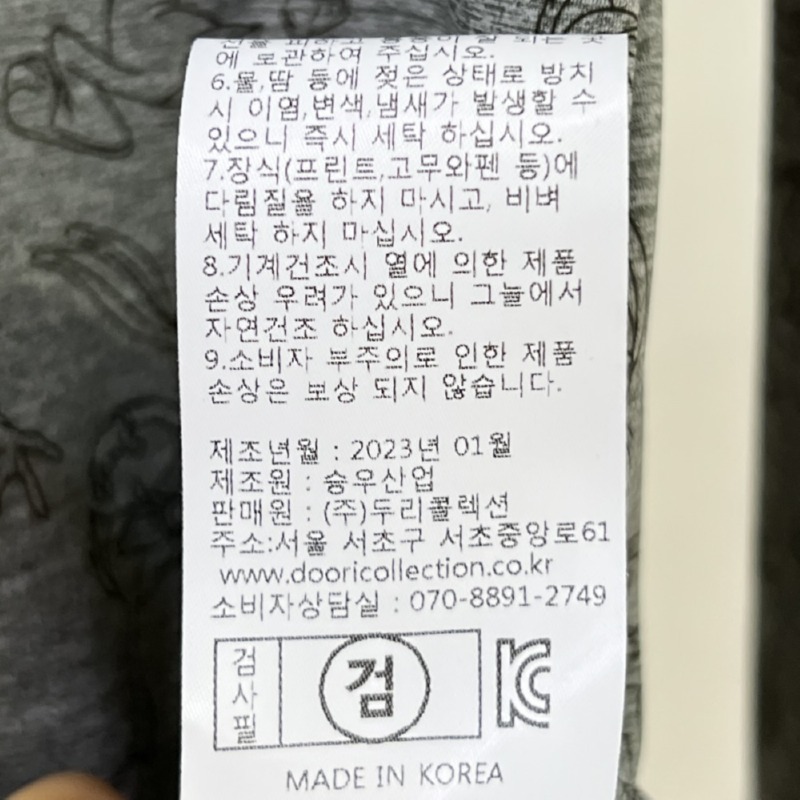 에 보관하여 주십시오.
6.물,땀 등에 젖은 상태로 방치
시 이염,변색,냄새가 발생할 수
있으니 즉시 세탁 하십시오.
7.장식(프린트,고무와펜 등)에
다림질을 하지 마시고, 비벼
세탁 하지 마십시오.
8.기계건조시 열에 의한 제품
손상 우려가 있으니 그늘에서
자연건조 하십시오.
9.소비자 부주의로 인한 제품
손상은 보상 되지 않습니다.
제조년월 : 2023년 01월
제조원 : 승우산업
판매원 : (주)두리콜렉션
주소:서울 서초구 서초중앙로61
www.dooricollection.co.kr
소비자상담실 : 070-8891-2749
검사필
검
KC
MADE IN KOREA